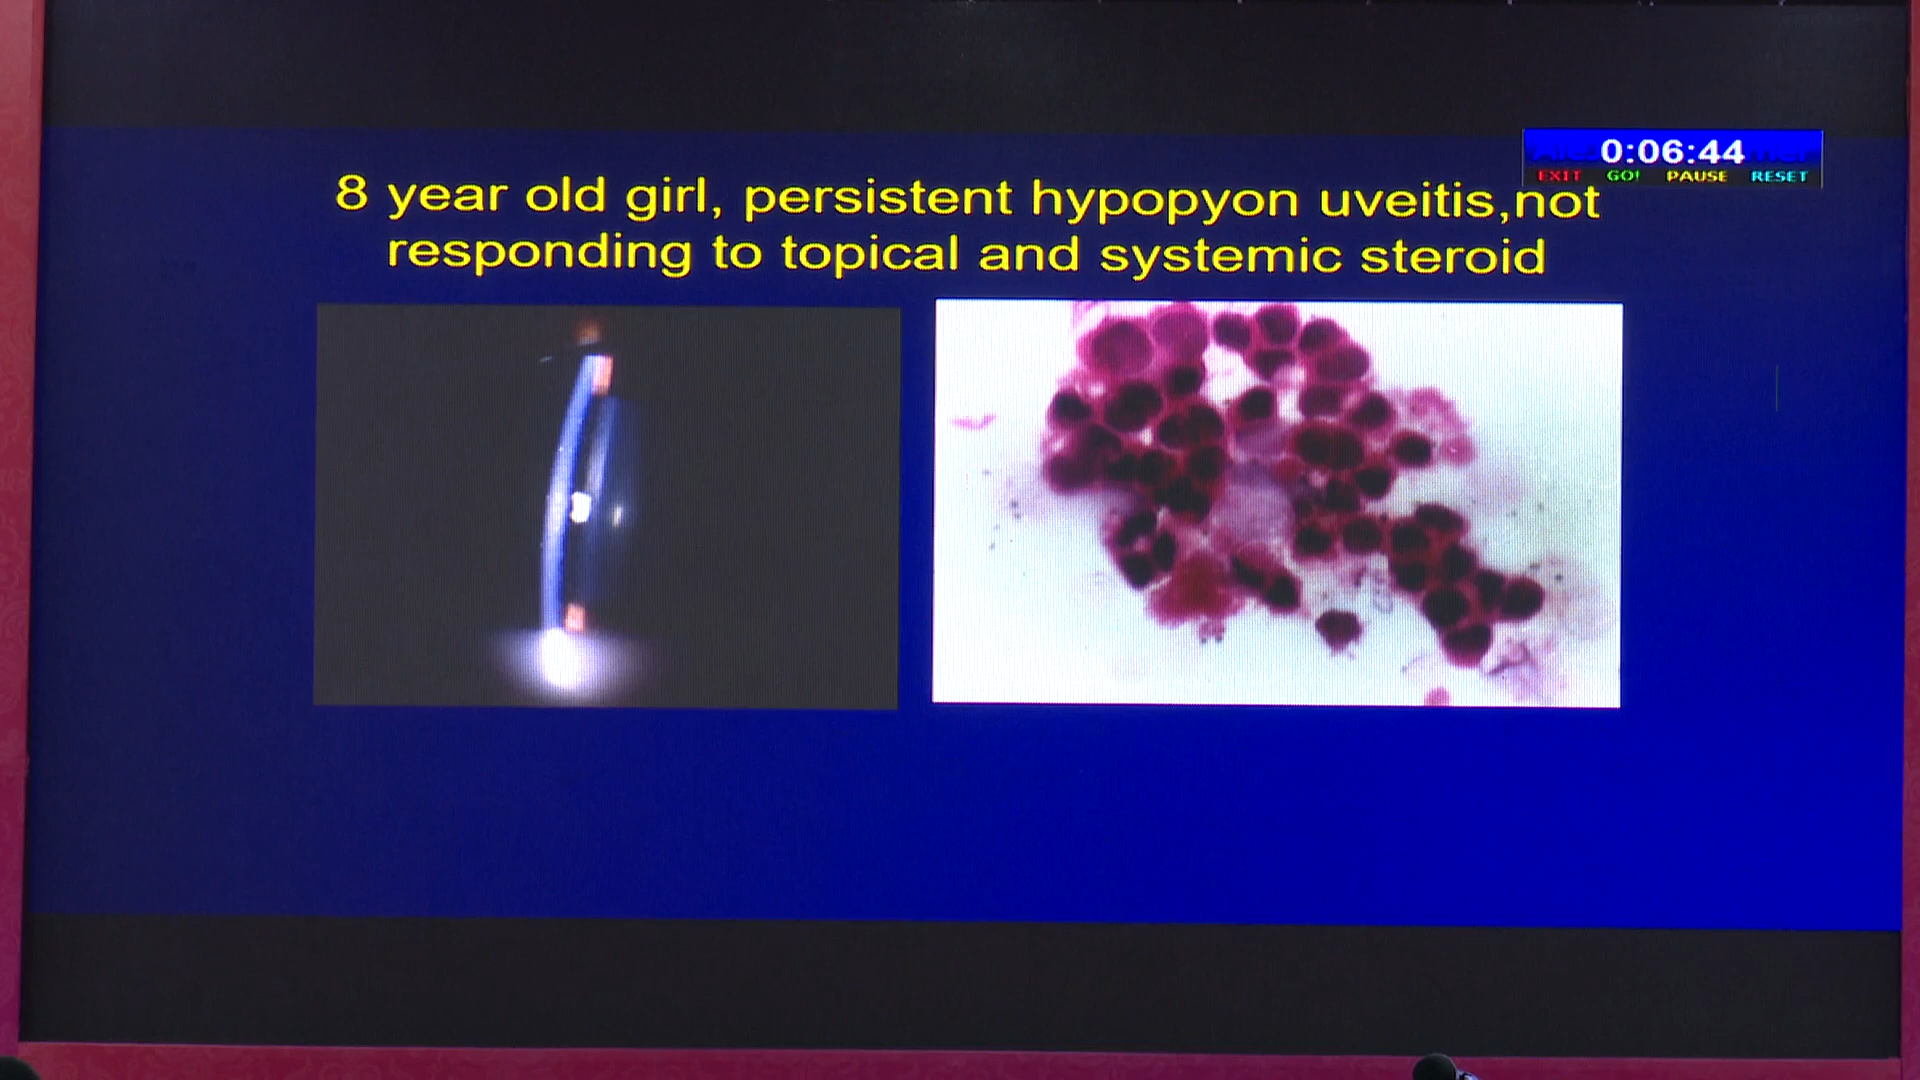 0:06:44
EXIT GO! PAUSE RESET
8 year old girl, persistent hypopyon uveitis,not
responding to topical and systemic steroid